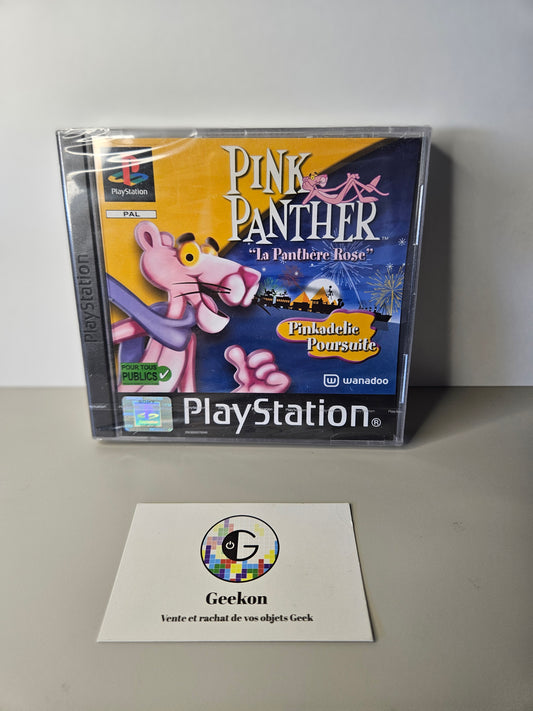 PlayStation
PAL
PINK
PANTHER™
"La Panthère Rose"
Pinkadelic
Poursuite
POUR TOUS
PUBLICS
wanadoo
PlayStation®
PlayStation
G
Geekon
Vente et rachat de vos objets Geek